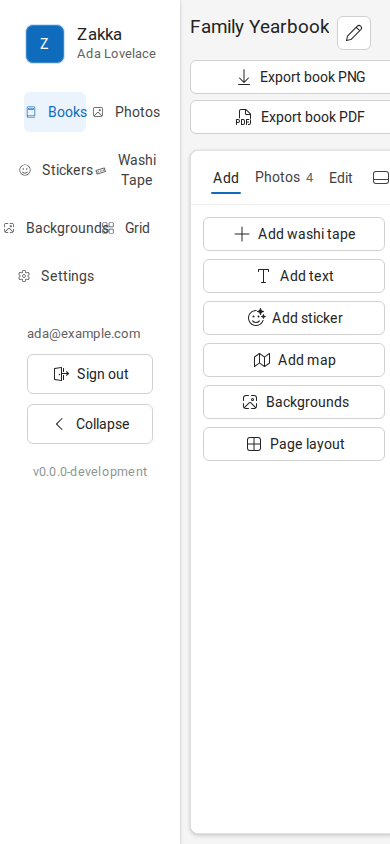 Z
Zakka
Ada Lovelace
Books
Photos
Stickers
Washi
Tape
Backgrounds
Grid
Settings
ada@example.com
Sign out
Collapse
v0.0.0-development
Family Yearbook
Export book PNG
Export book PDF
Add
Photos 4
Edit
Add washi tape
Add text
Add sticker
Add map
Backgrounds
Page layout